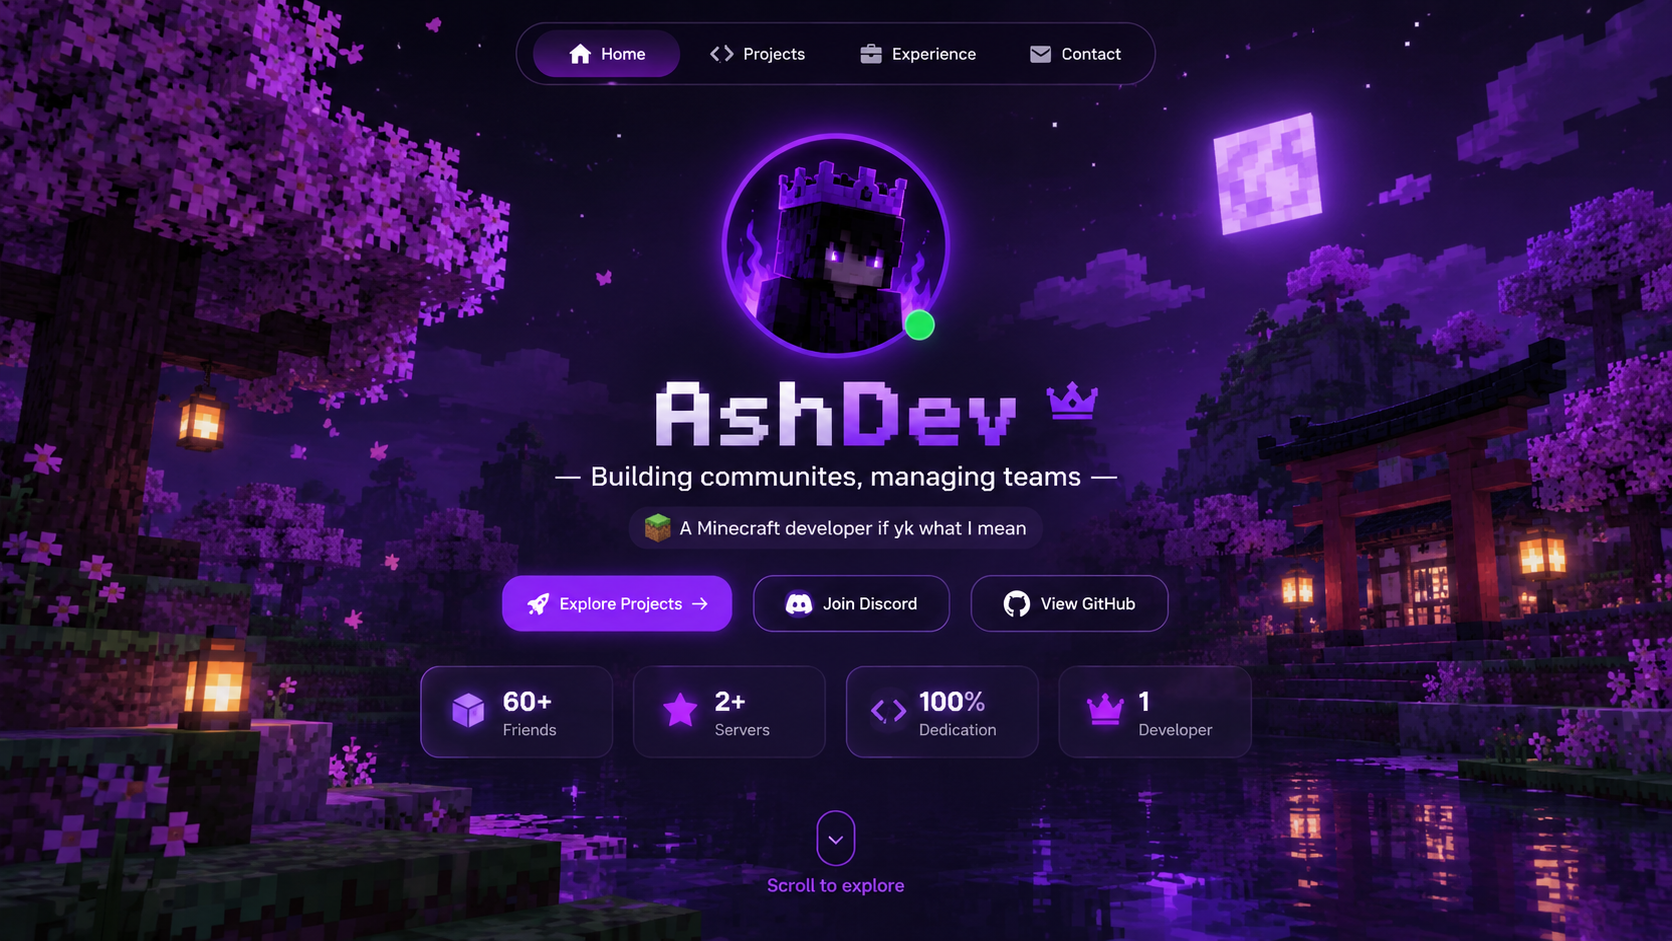 Home
Projects
Experience
Contact
AshDev
— Building communites, managing teams —
A Minecraft developer if yk what I mean
Explore Projects →
Join Discord
View GitHub
60+
Friends
2+
Servers
100%
Dedication
1
Developer
Scroll to explore